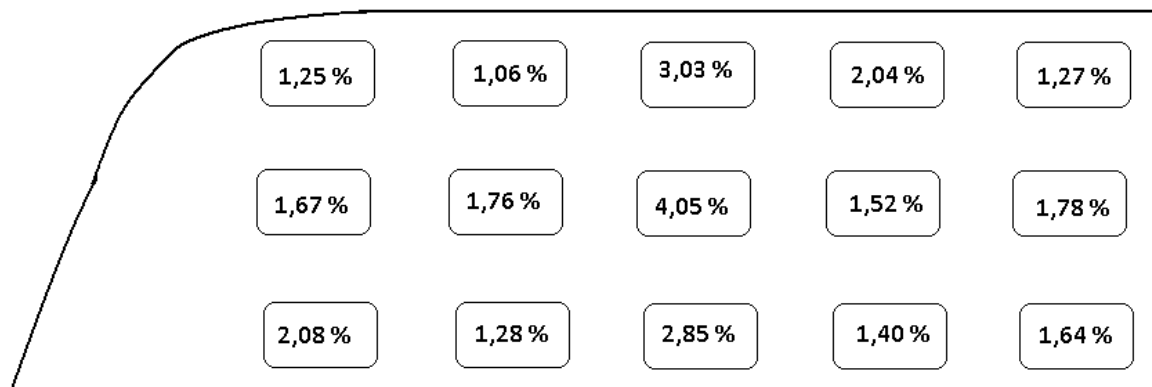 1,25 % 1,06 % 3,03 % 2,04 % 1,27 %
1,67 % 1,76 % 4,05 % 1,52 % 1,78 %
2,08 % 1,28 % 2,85 % 1,40 % 1,64 %